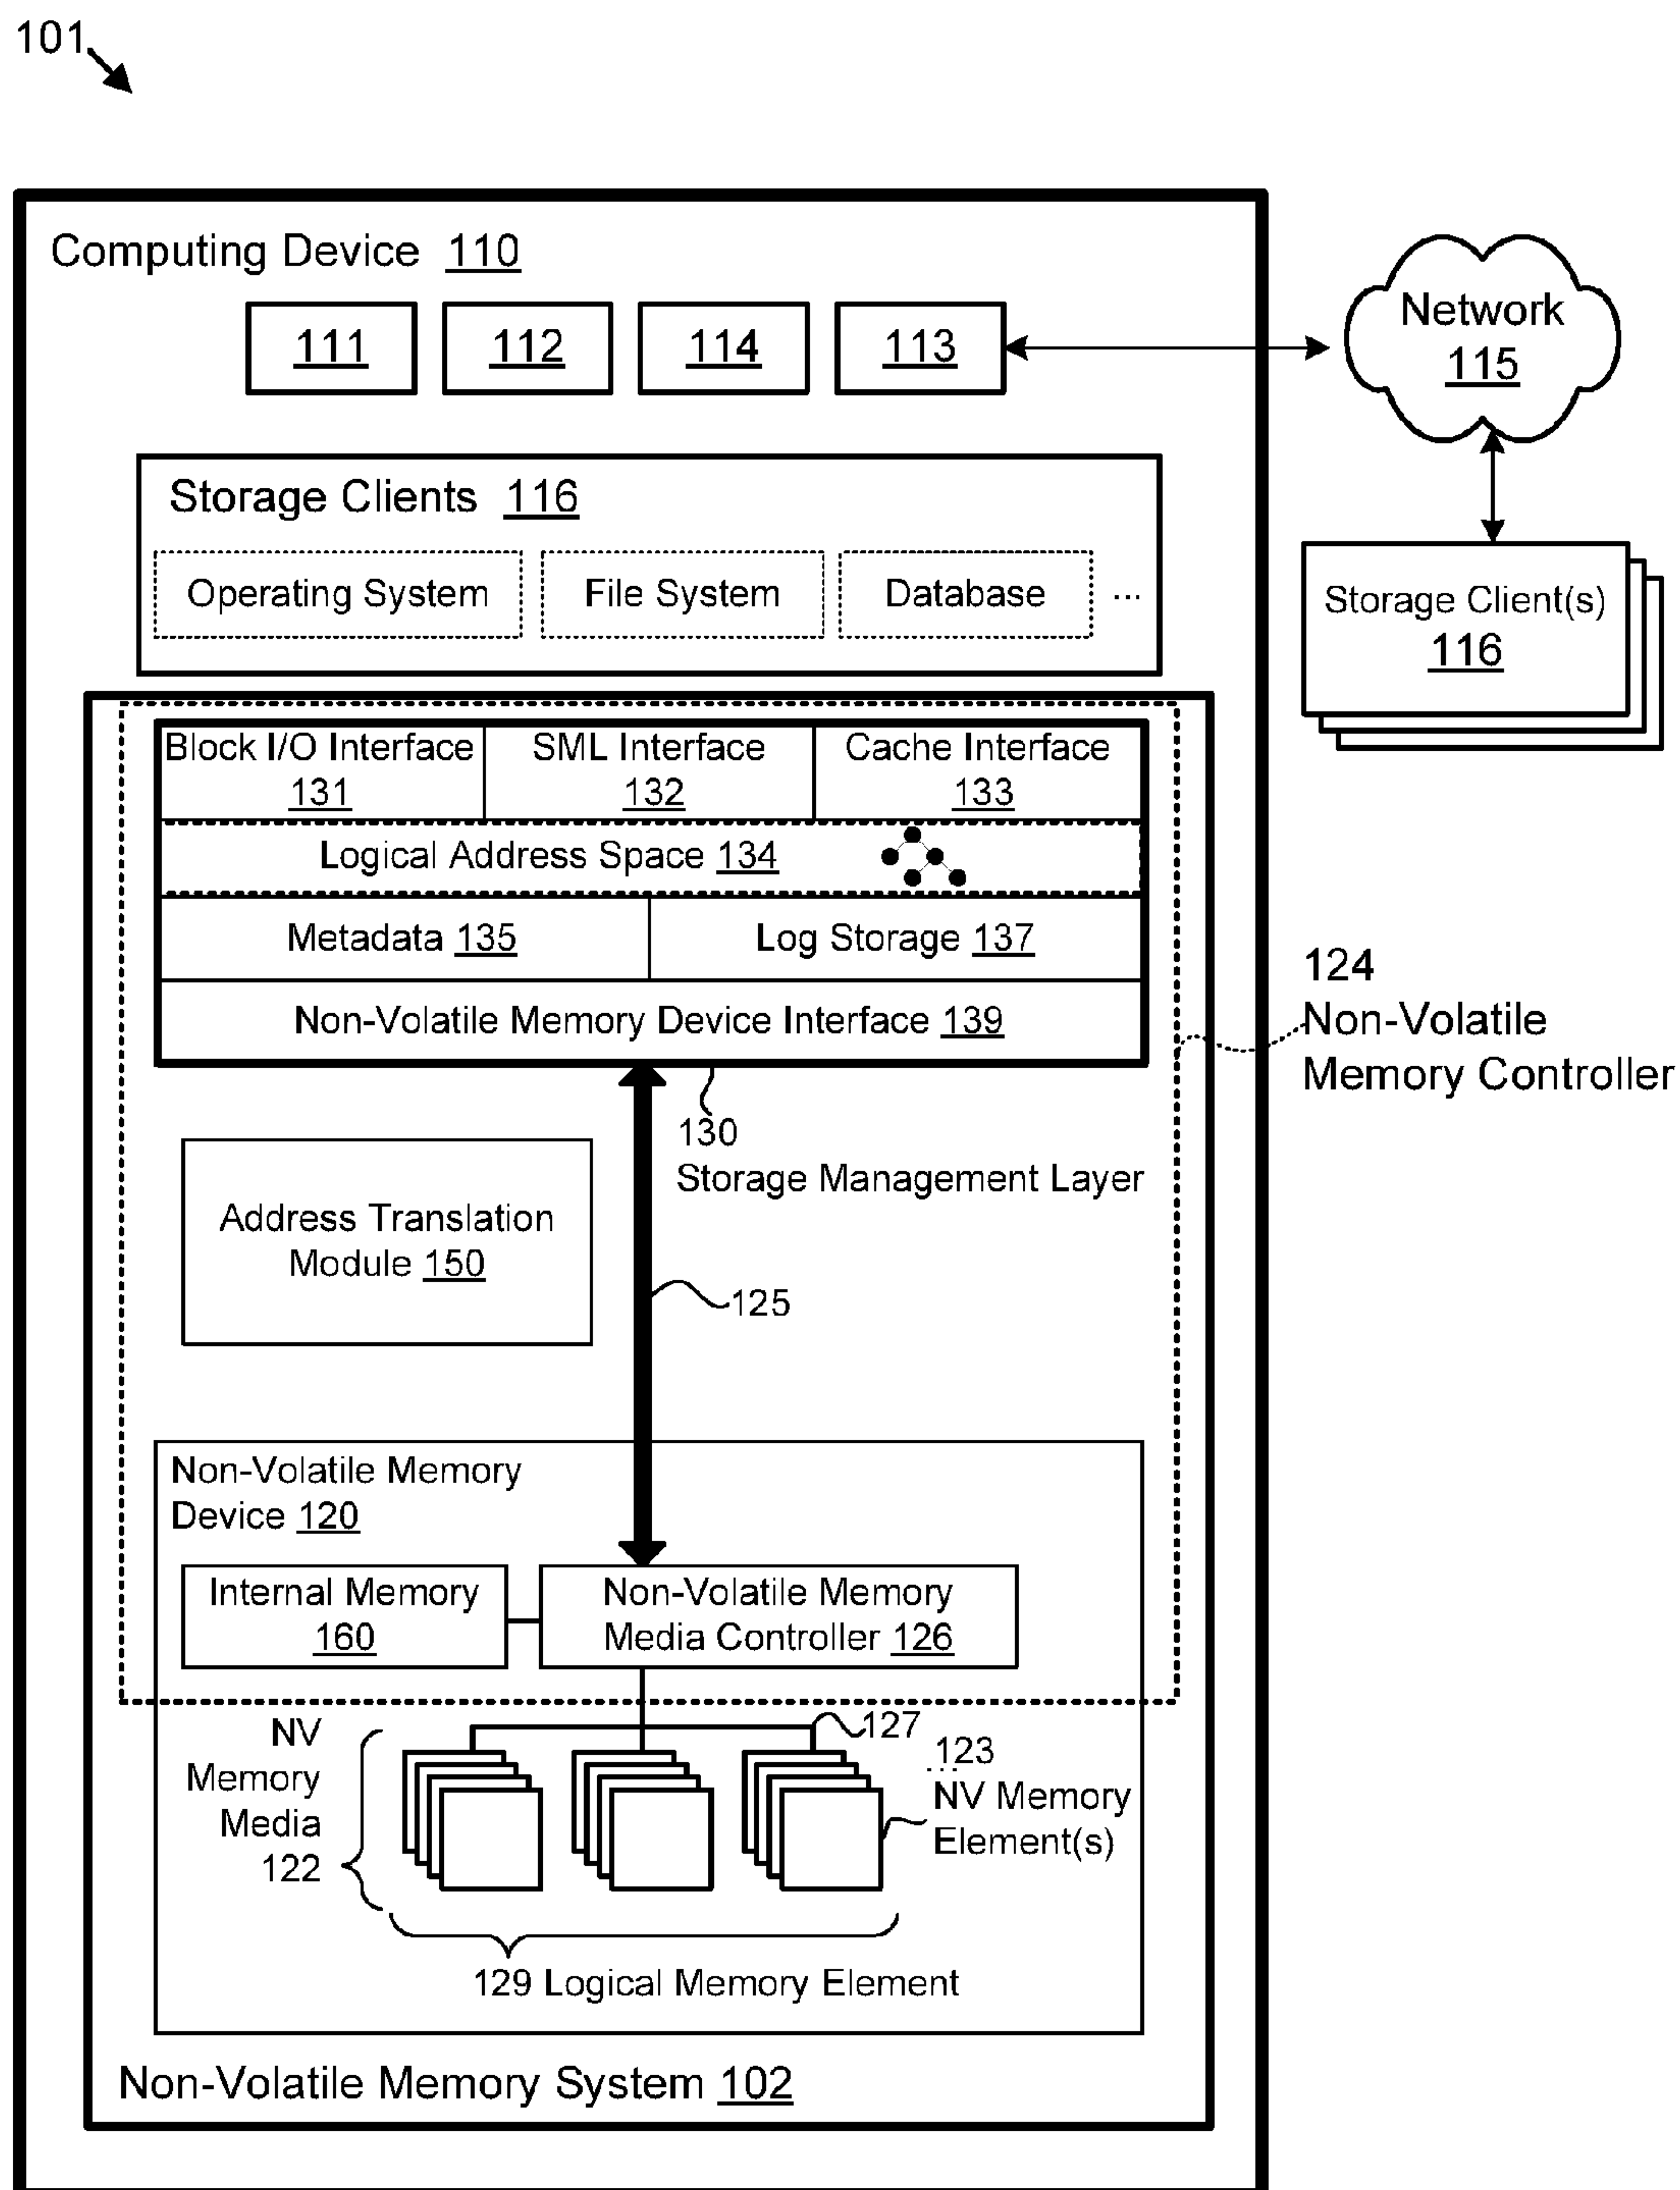 101
Computing Device 110
111 112 114 113
Network
115
Storage Clients 116
Operating System File System Database ...
Storage Client(s)
116
Block I/O Interface
131
SML Interface
132
Cache Interface
133
Logical Address Space 134
Metadata 135 Log Storage 137
Non-Volatile Memory Device Interface 139
124
Non-Volatile
Memory Controller
130
Storage Management Layer
Address Translation
Module 150
125
Non-Volatile Memory
Device 120
Internal Memory
160
Non-Volatile Memory
Media Controller 126
NV
Memory
Media
122
127
123
...
NV Memory
Element(s)
129 Logical Memory Element
Non-Volatile Memory System 102